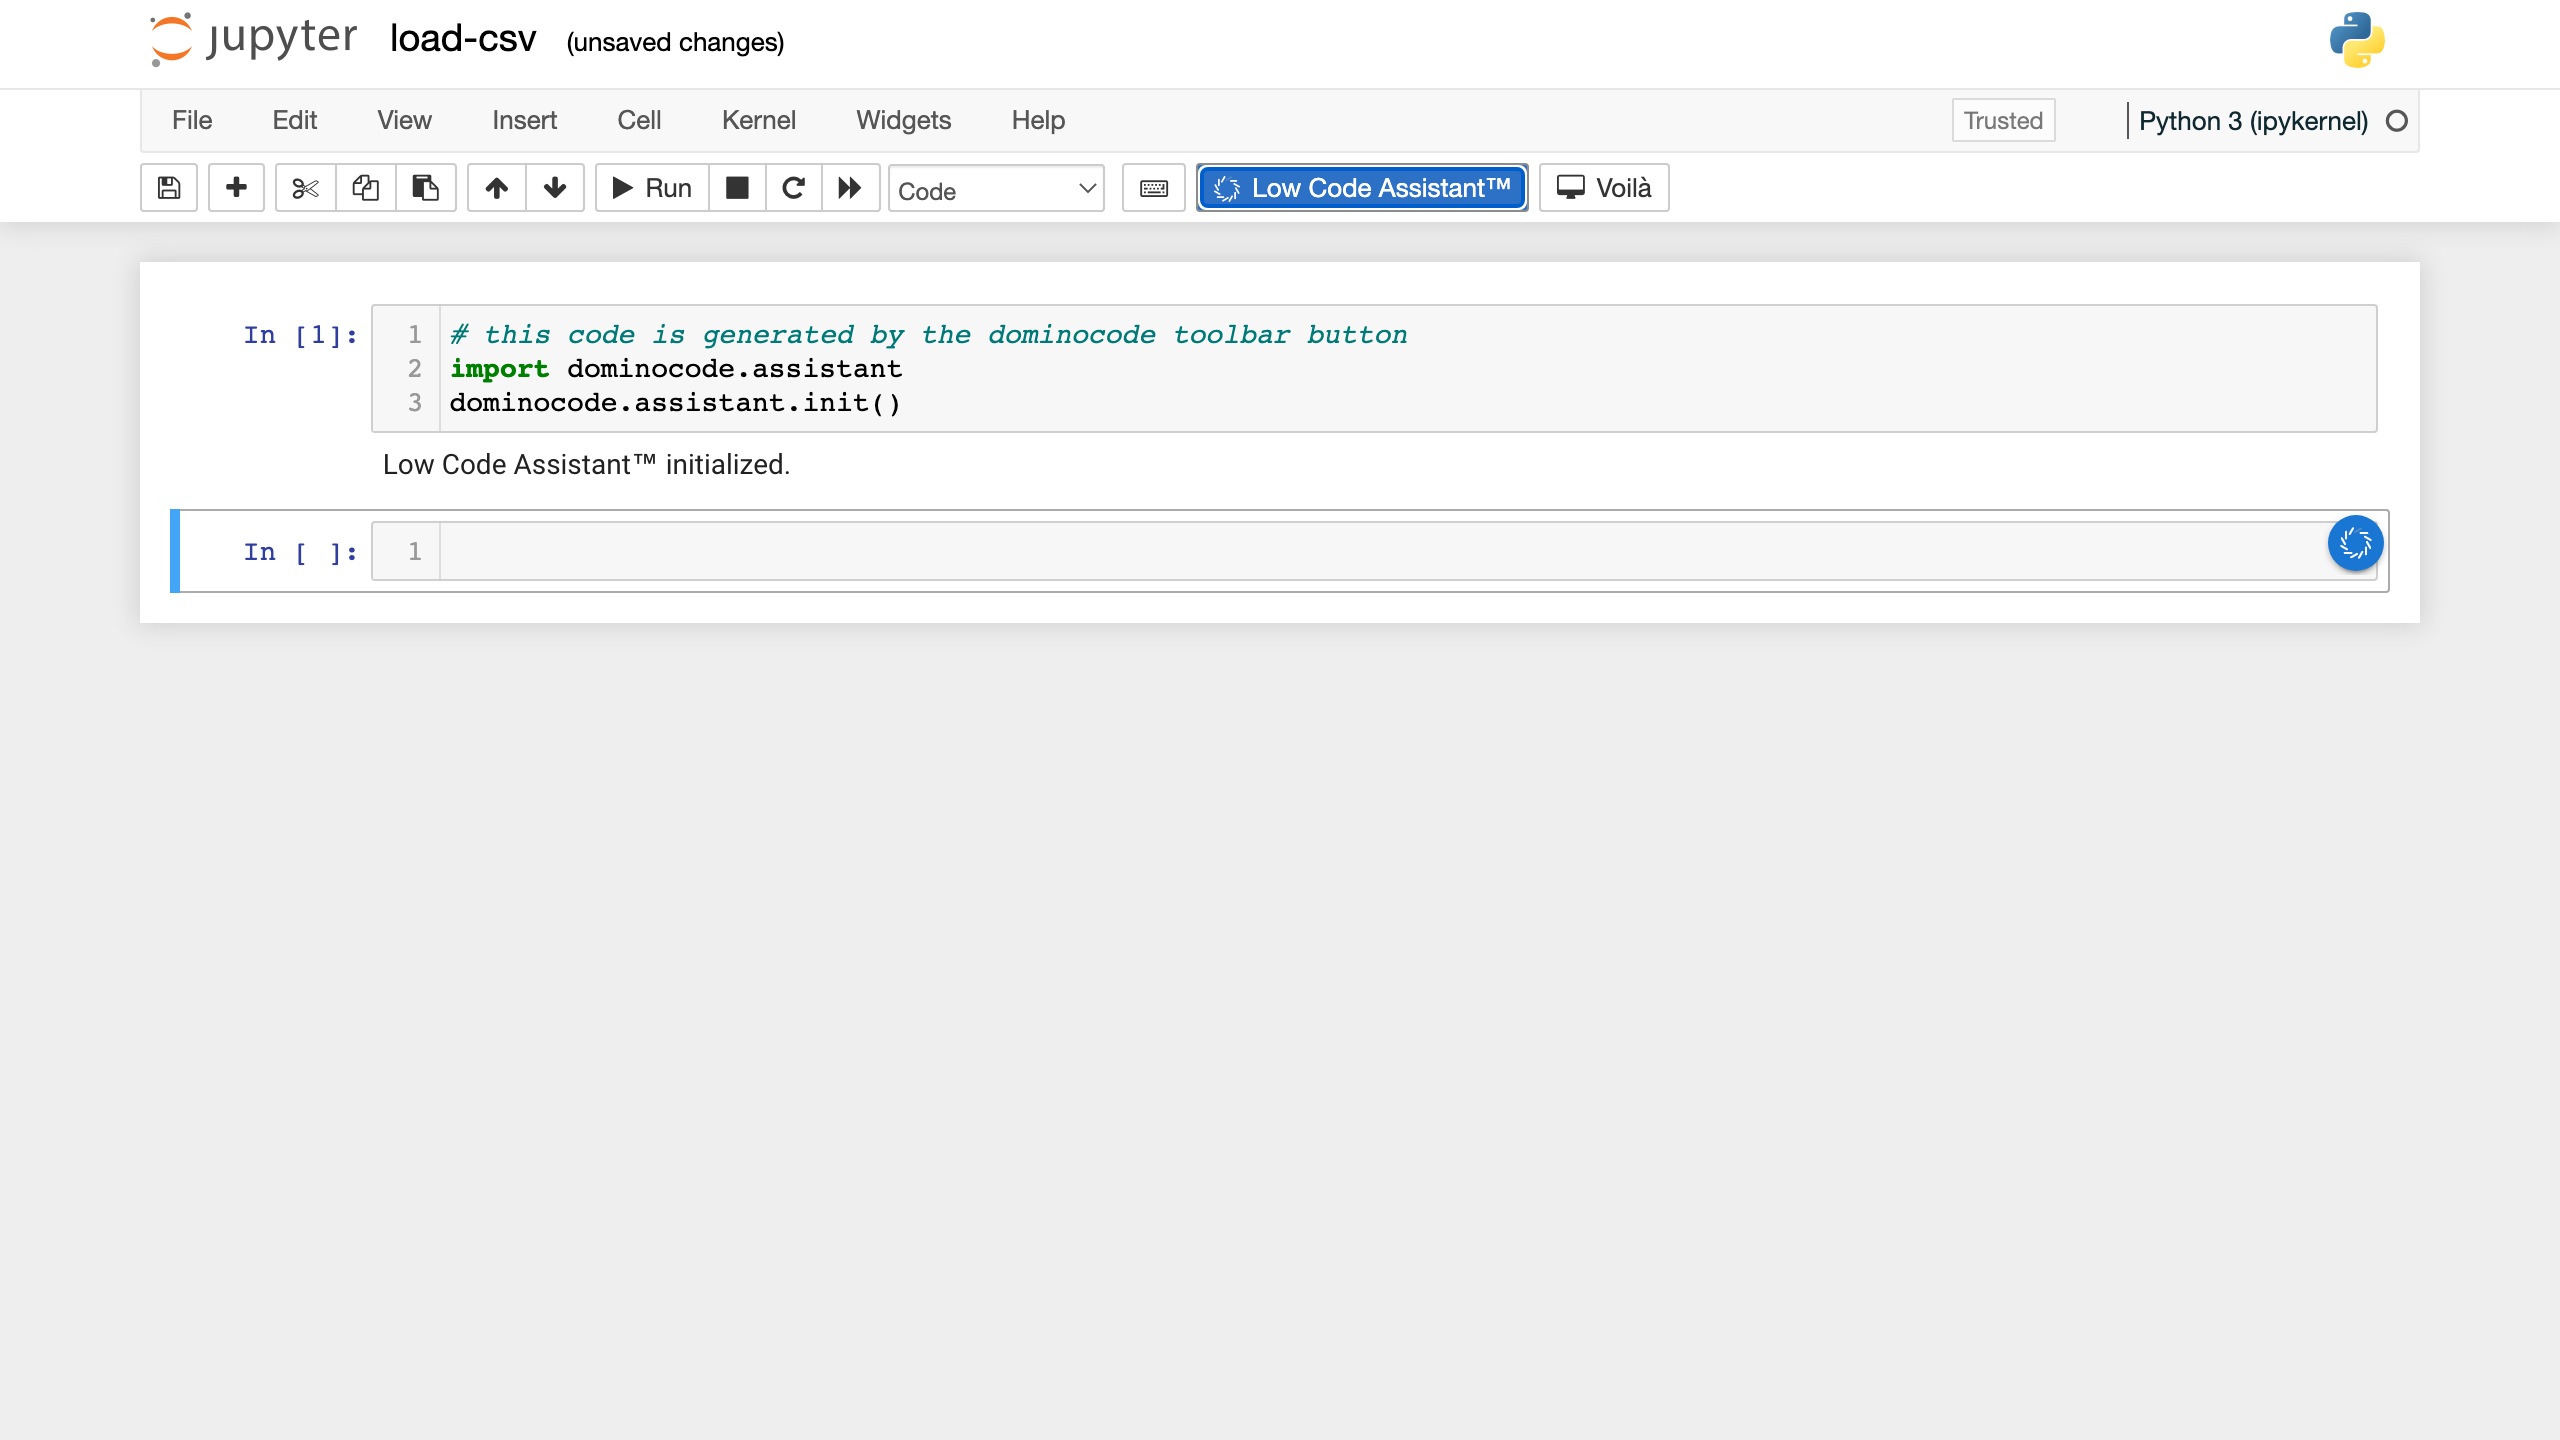 jupyter load-csv (unsaved changes)
File Edit View Insert Cell Kernel Widgets Help Trusted Python 3 (ipykernel)
Run Code Low Code Assistant™ Voilà
In [1]: 1 # this code is generated by the dominocode toolbar button
2 import dominocode.assistant
3 dominocode.assistant.init()
Low Code Assistant™ initialized.
In [ ]: 1